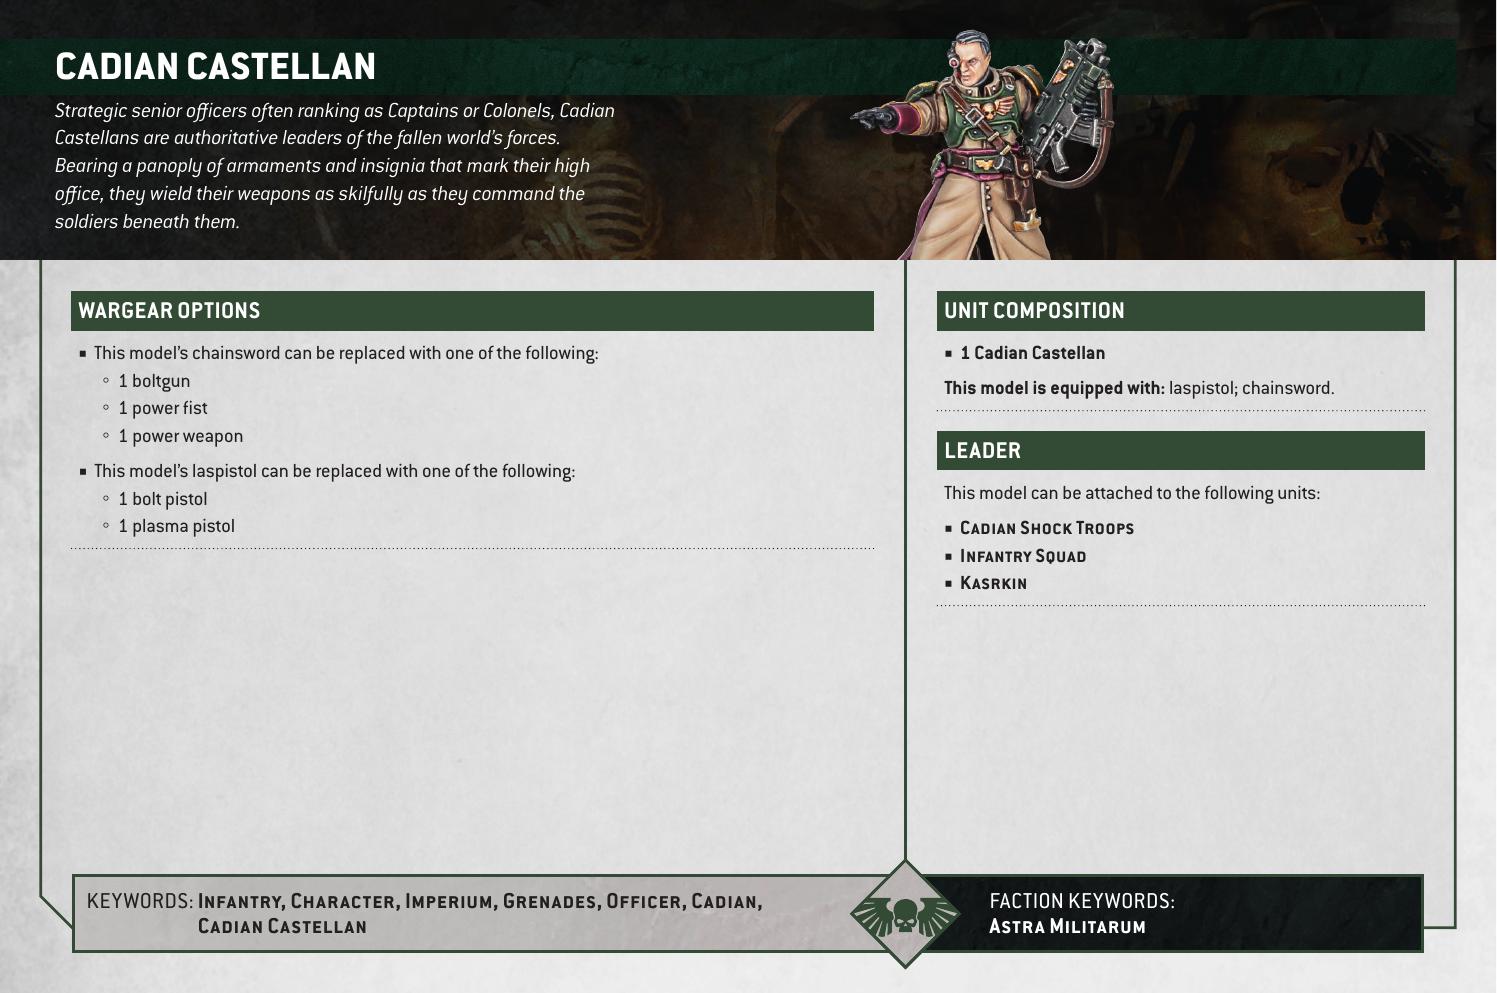 CADIAN CASTELLAN
Strategic senior officers often ranking as Captains or Colonels, Cadian
Castellans are authoritative leaders of the fallen world’s forces.
Bearing a panoply of armaments and insignia that mark their high
office, they wield their weapons as skilfully as they command the
soldiers beneath them.
WARGEAR OPTIONS
■ This model’s chainsword can be replaced with one of the following:
◦ 1 boltgun
◦ 1 power fist
◦ 1 power weapon
■ This model’s laspistol can be replaced with one of the following:
◦ 1 bolt pistol
◦ 1 plasma pistol
UNIT COMPOSITION
■ 1 Cadian Castellan
This model is equipped with: laspistol; chainsword.
LEADER
This model can be attached to the following units:
■ Cadian Shock Troops
■ Infantry Squad
■ Kasrkin
KEYWORDS: Infantry, Character, Imperium, Grenades, Officer, Cadian,
Cadian Castellan
FACTION KEYWORDS:
Astra Militarum